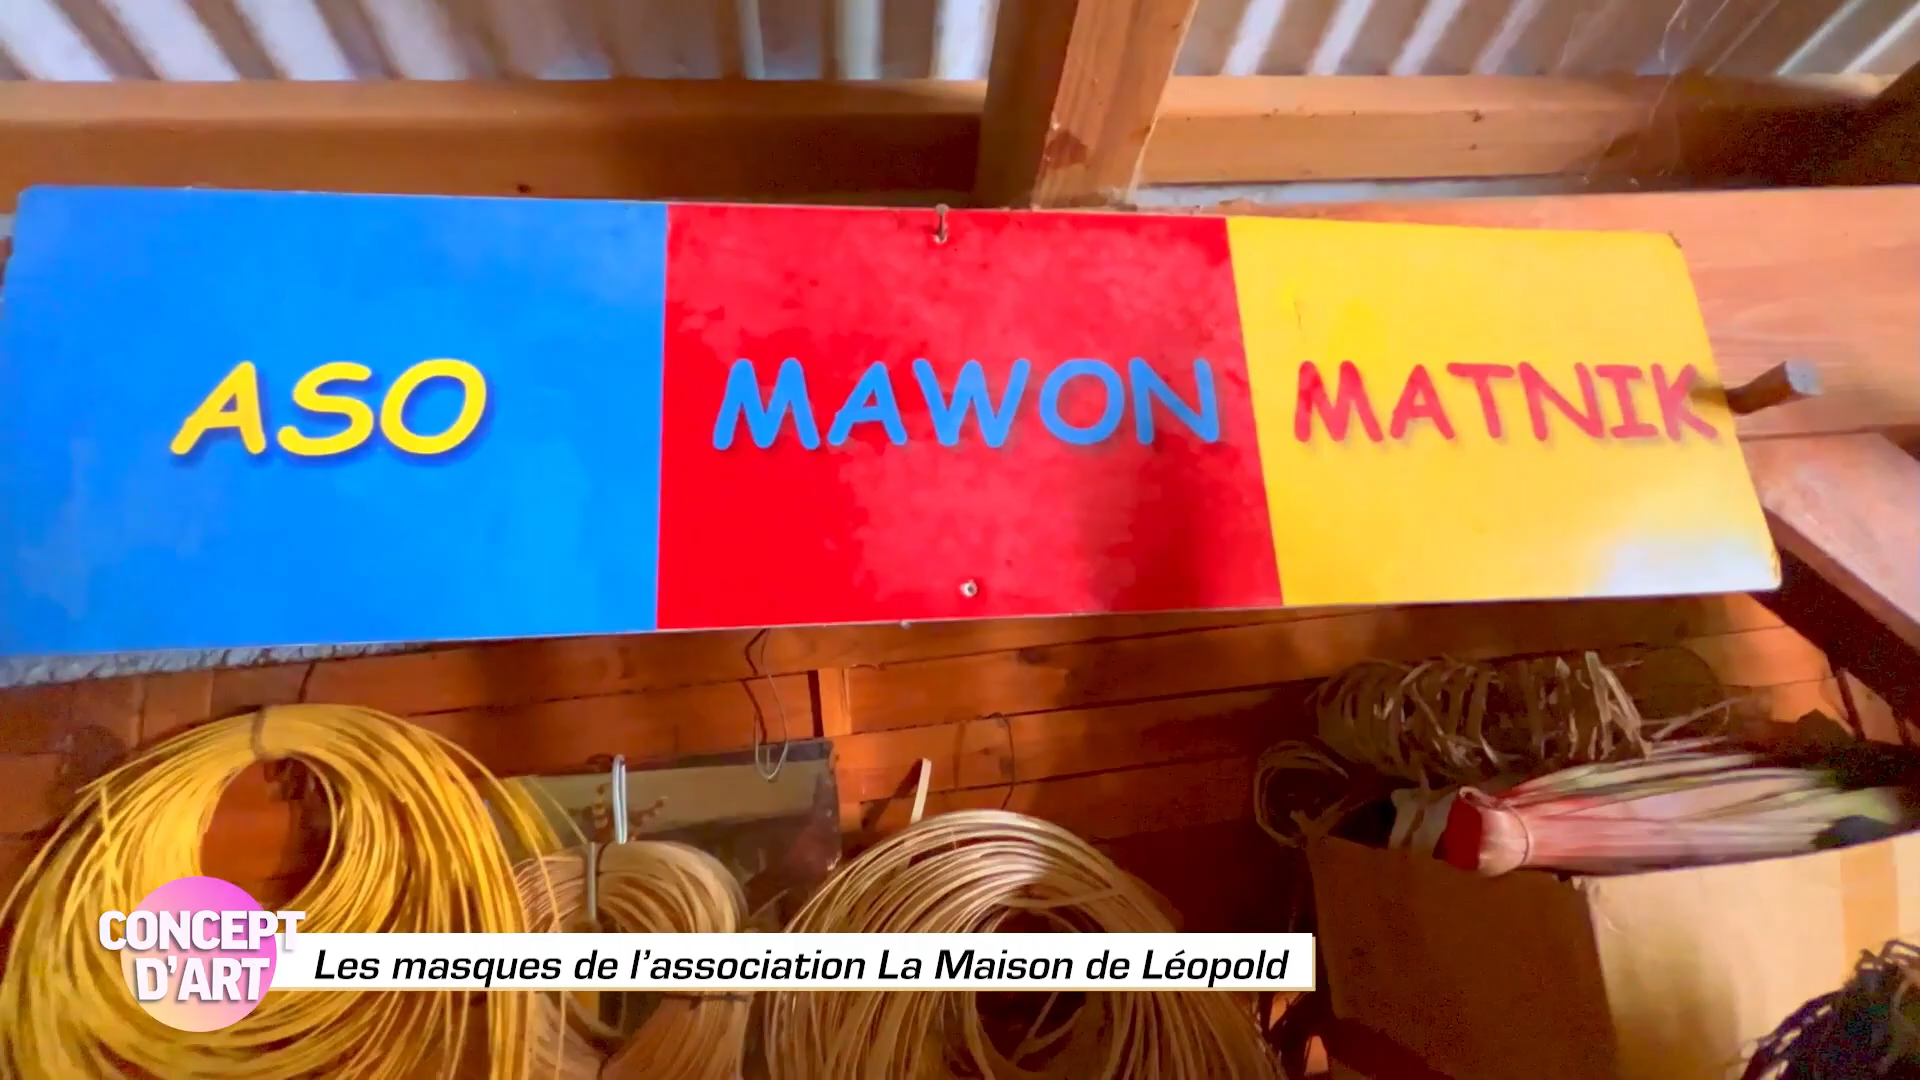 ASO MAWON MATNIK
CONCEPT
D'ART
Les masques de l'association La Maison de Léopold